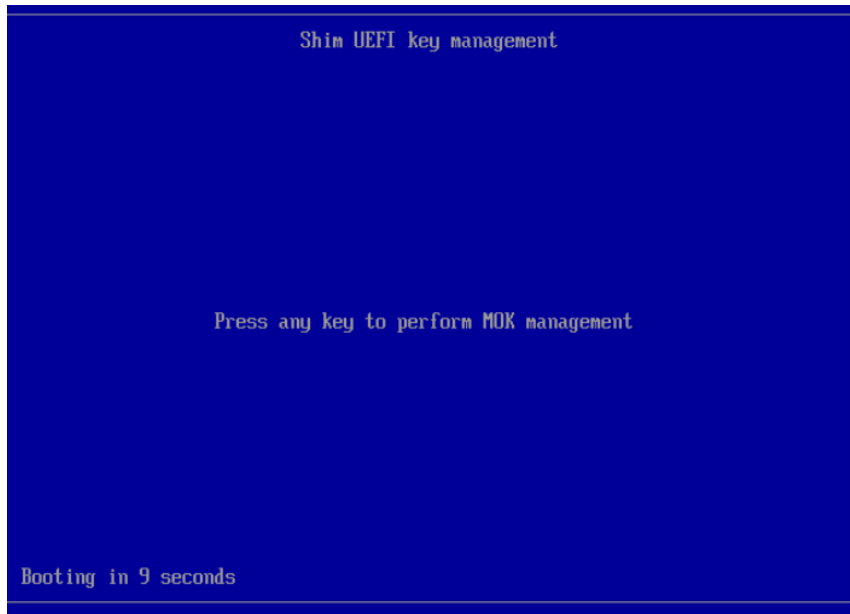 Shim UEFI key management
Press any key to perform MOK management
Booting in 9 seconds